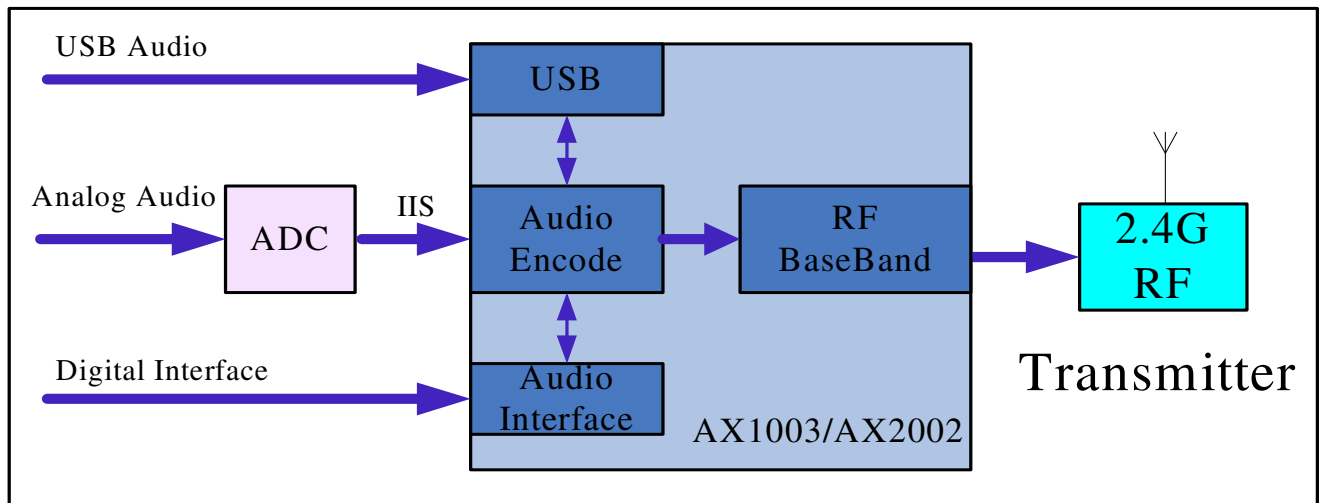 USB Audio
USB
Analog Audio
ADC
IIS
Audio
Encode
RF
BaseBand
2.4G
RF
Digital Interface
Audio
Interface
AX1003/AX2002
Transmitter